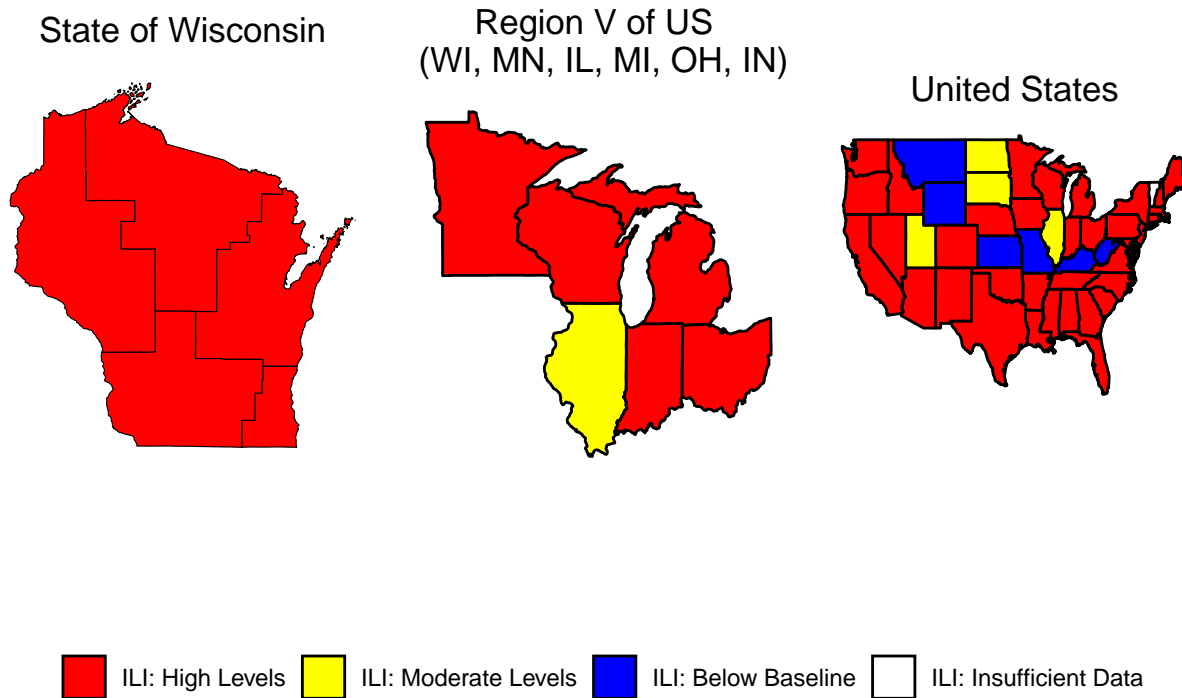 State of Wisconsin
Region V of US
(WI, MN, IL, MI, OH, IN)
United States
ILI: High Levels
ILI: Moderate Levels
ILI: Below Baseline
ILI: Insufficient Data